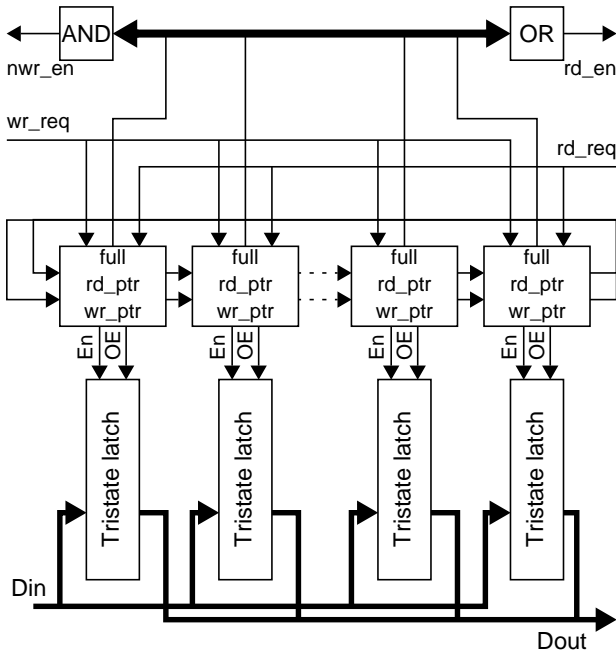 AND OR
nwr_en rd_en
wr_req
rd_req
full full full full
rd_ptr rd_ptr rd_ptr rd_ptr
wr_ptr wr_ptr wr_ptr wr_ptr
En OE En OE En OE En OE
Tristate latch Tristate latch Tristate latch Tristate latch
Din
Dout